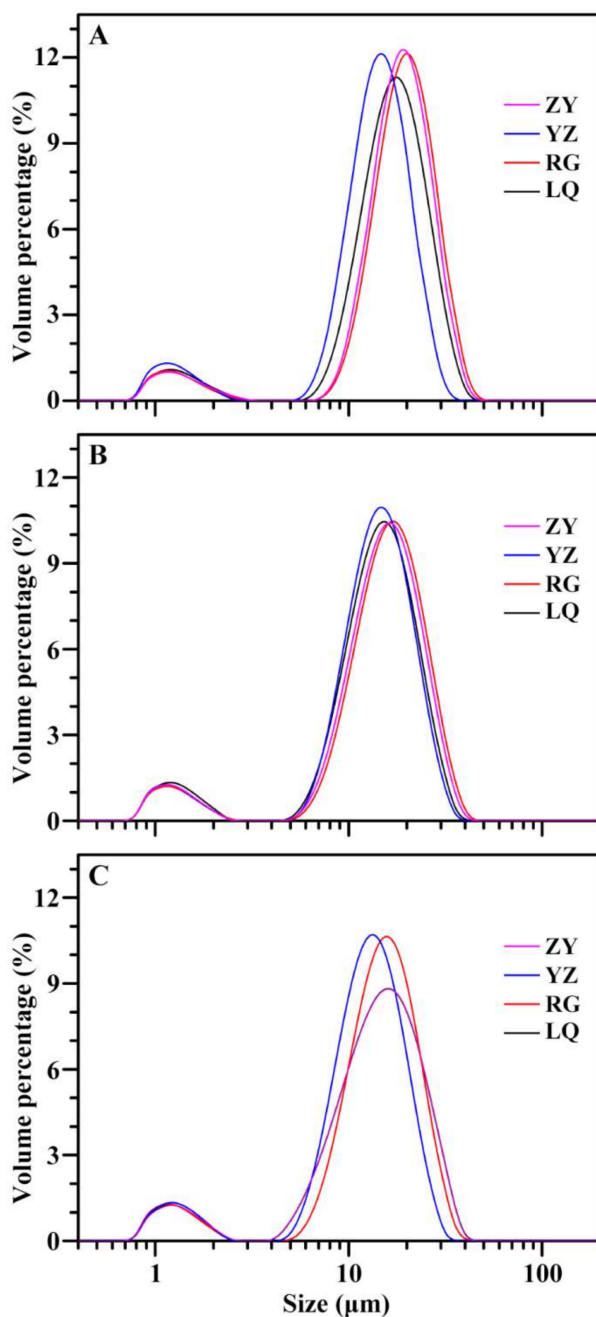 A
Volume percentage (%)
12
9
6
3
0
ZY
YZ
RG
LQ
B
Volume percentage (%)
12
9
6
3
0
ZY
YZ
RG
LQ
C
Volume percentage (%)
12
9
6
3
0
ZY
YZ
RG
LQ
1
10
100
Size (μm)